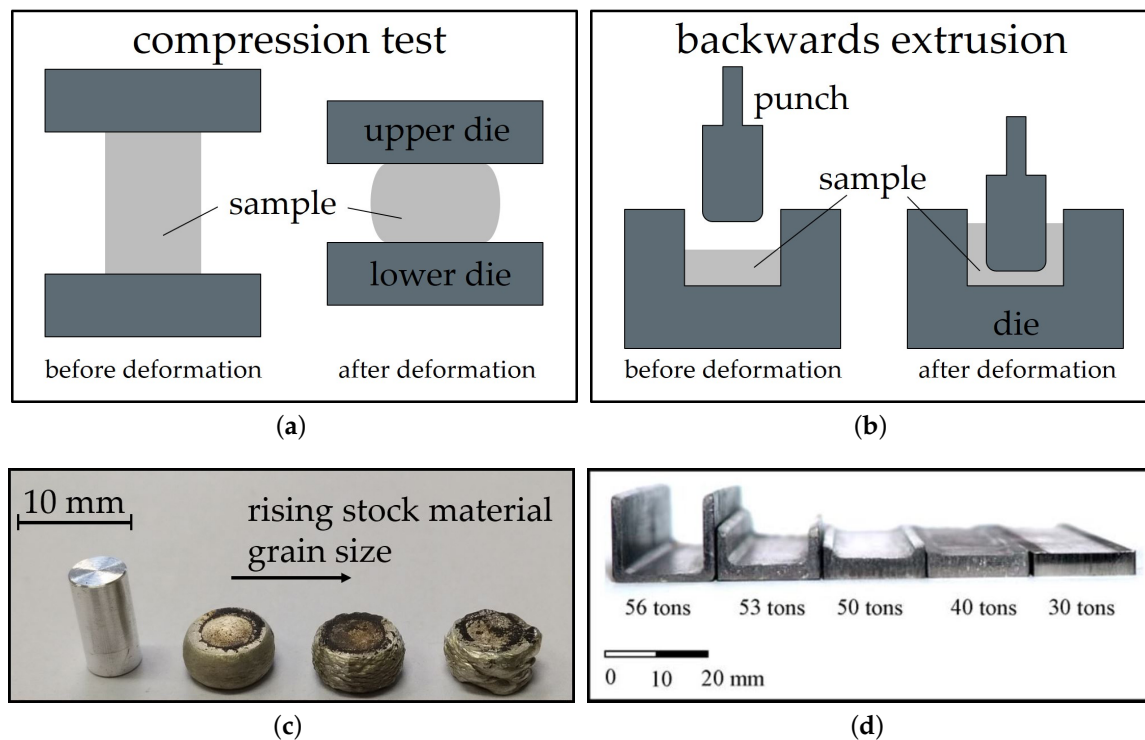 compression test
upper die
sample
lower die
before deformation
after deformation
(a)
backwards extrusion
punch
sample
die
before deformation
after deformation
(b)
10 mm
rising stock material
grain size
(c)
56 tons
53 tons
50 tons
40 tons
30 tons
0
10
20 mm
(d)